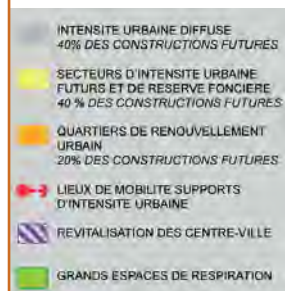 INTENSITE URBAINE DIFFUSE
40% DES CONSTRUCTIONS FUTURES
SECTEURS D'INTENSITE URBAINE
FUTURS ET DE RESERVE FONCIERE
40 % DES CONSTRUCTIONS FUTURES
QUARTIERS DE RENOUVELLEMENT
URBAIN
20% DES CONSTRUCTIONS FUTURES
LIEUX DE MOBILITE SUPPORTS
D'INTENSITE URBAINE
REVITALISATION DES CENTRE-VILLE
GRANDS ESPACES DE RESPIRATION